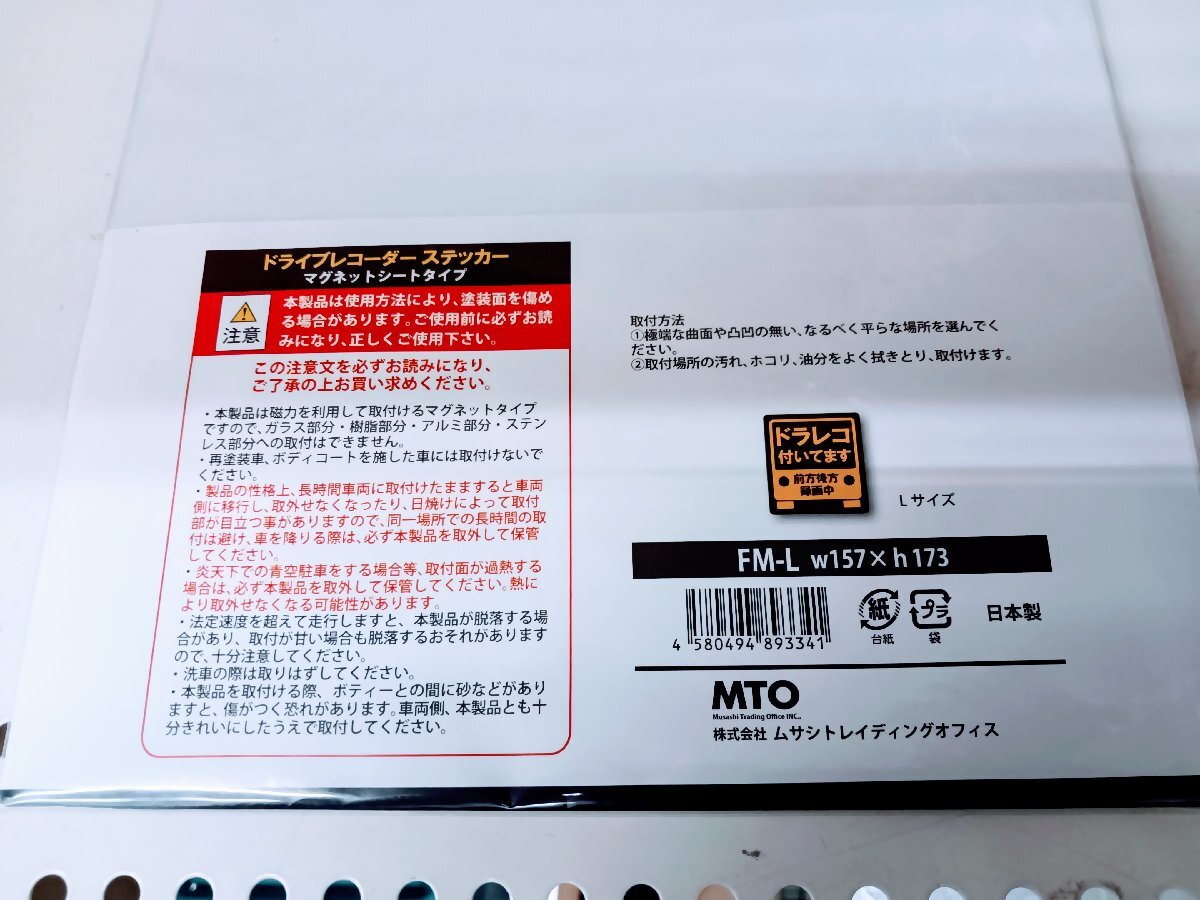 ドライブレコーダー ステッカー
マグネットシートタイプ
注意
本製品は使用方法により、塗装面を傷め
る場合があります。ご使用前に必ずお読
みになり、正しくご使用下さい。
この注意文を必ずお読みになり、
ご了承の上お買い求めください。
・本製品は磁力を利用して取付けるマグネットタイプ
ですので、ガラス部分・樹脂部分・アルミ部分・ステン
レス部分への取付はできません。
・再塗装車、ボディコートを施した車には取付けないで
ください。
・製品の性格上、長時間車両に取付けたままますると車両
側に移行し、取外せなくなったり、日焼けによって取付
部が目立つ事がありますので、同一場所での長時間の取
付は避け、車を降りる際は、必ず本製品を取外して保管
してください。
・炎天下での青空駐車をする場合等、取付面が過熱する
場合は、必ず本製品を取外して保管してください。熱に
より取外せなくなる可能性があります。
・法定速度を超えて走行しますと、本製品が脱落する場
合があり、取付が甘い場合も脱落するおそれがあります
ので、十分注意してください。
・洗車の際は取りはずしてください。
・本製品を取付ける際、ボディーとの間に砂などがあり
ますと、傷がつく恐れがあります。車両側、本製品とも十
分きれいにしたうえで取付してください。
取付方法
①極端な曲面や凸凹の無い、なるべく平らな場所を選んでく
ださい。
②取付場所の汚れ、ホコリ、油分をよく拭きとり、取付けます。
ドラレコ
付いてます
前方後方
録画中
Lサイズ
FM-L w157×h173
4 580494 893341
紙
台紙
プラ
袋
日本製
MTO
Musashi Trading Office INC.,
株式会社 ムサシトレイディングオフィス